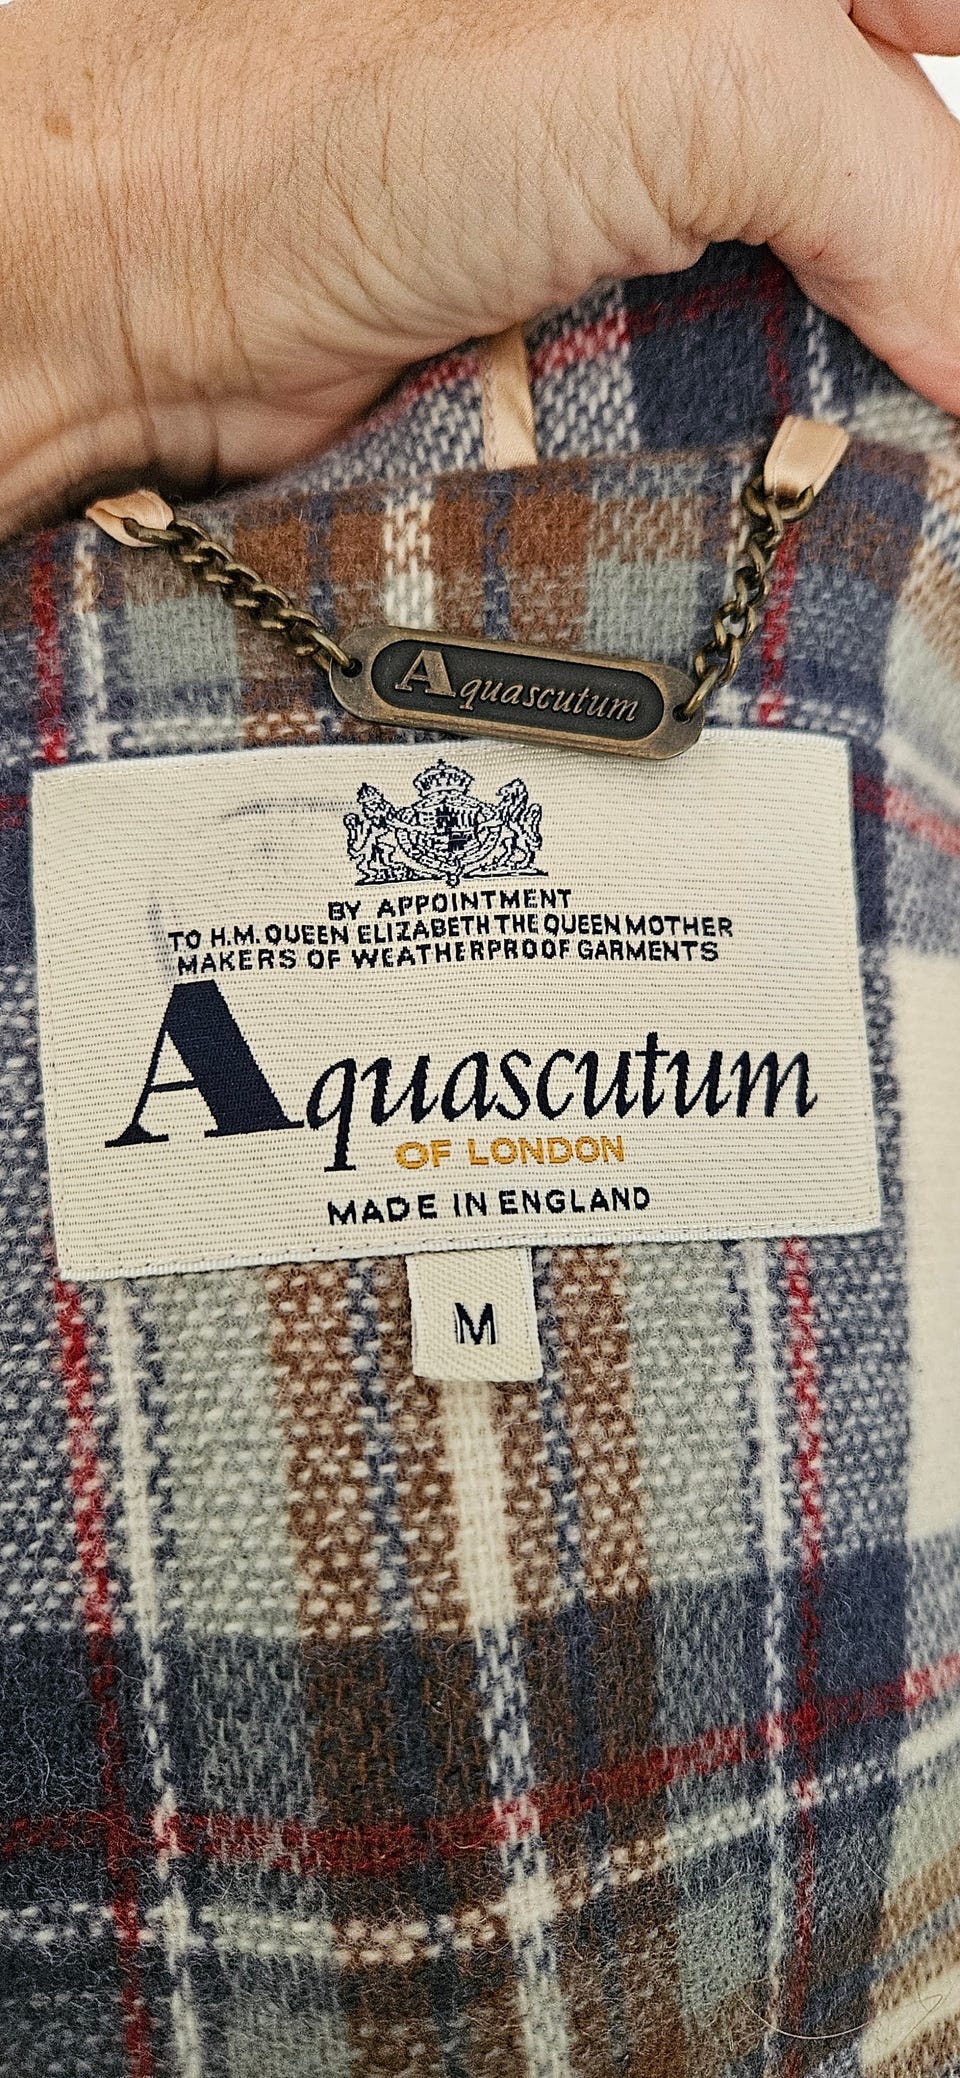 Aquascutum
BY APPOINTMENT
TO H.M. QUEEN ELIZABETH THE QUEEN MOTHER
MAKERS OF WEATHERPROOF GARMENTS
Aquascutum
OF LONDON
MADE IN ENGLAND
M